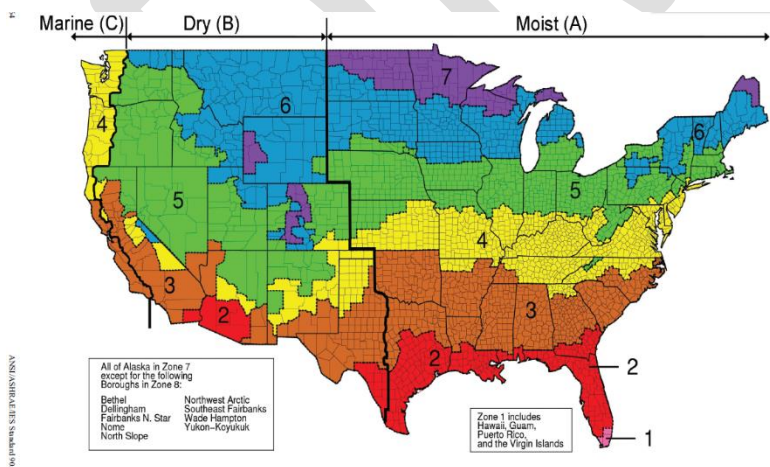 14
Marine (C) Dry (B) Moist (A)
7
6
6
4
5
5
4
3
3
2
2
2
1
All of Alaska in Zone 7
except for the following
Boroughs in Zone 8:
Bethel Northwest Arctic
Dellingham Southeast Fairbanks
Fairbanks N. Star Wade Hampton
Nome Yukon-Koyukuk
North Slope
Zone 1 includes
Hawaii, Guam,
Puerto Rico,
and the Virgin Islands
ANSI/ASHRAE/IES Standard 90